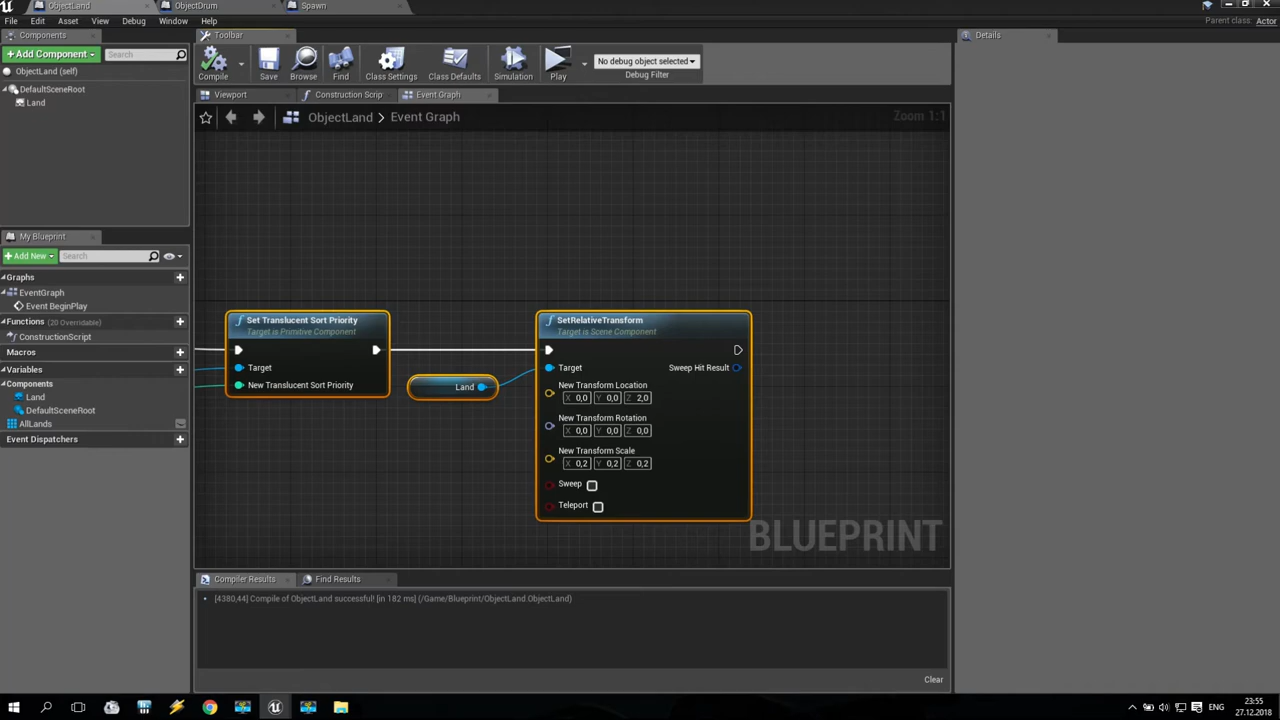 ObjectLand
ObjectDrum
Spawn
File Edit Asset View Debug Window Help
Parent class: Actor
Components
Toolbar
Details
Add Component
Search
ObjectLand (self)
DefaultSceneRoot
Land
Compile
Save
Browse
Find
Class Settings
Class Defaults
Simulation
Play
No debug object selected
Debug Filter
Viewport
Construction Scrip
Event Graph
ObjectLand > Event Graph
Zoom 1:1
My Blueprint
Add New
Search
Graphs
EventGraph
Event BeginPlay
Functions (20 Overridable)
ConstructionScript
Macros
Variables
Components
Land
DefaultSceneRoot
AllLands
Event Dispatchers
Set Translucent Sort Priority
Target is Primitive Component
Target
New Translucent Sort Priority
Land
SetRelativeTransform
Target is Scene Component
Target
Sweep Hit Result
New Transform Location
X 0,0 Y 0,0 Z 2,0
New Transform Rotation
X 0,0 Y 0,0 Z 0,0
New Transform Scale
X 0,2 Y 0,2 Z 0,2
Sweep
Teleport
BLUEPRINT
Compiler Results
Find Results
[4380,44] Compile of ObjectLand successful! [in 182 ms] (/Game/Blueprint/ObjectLand.ObjectLand)
Clear
ENG
23:55
27.12.2018